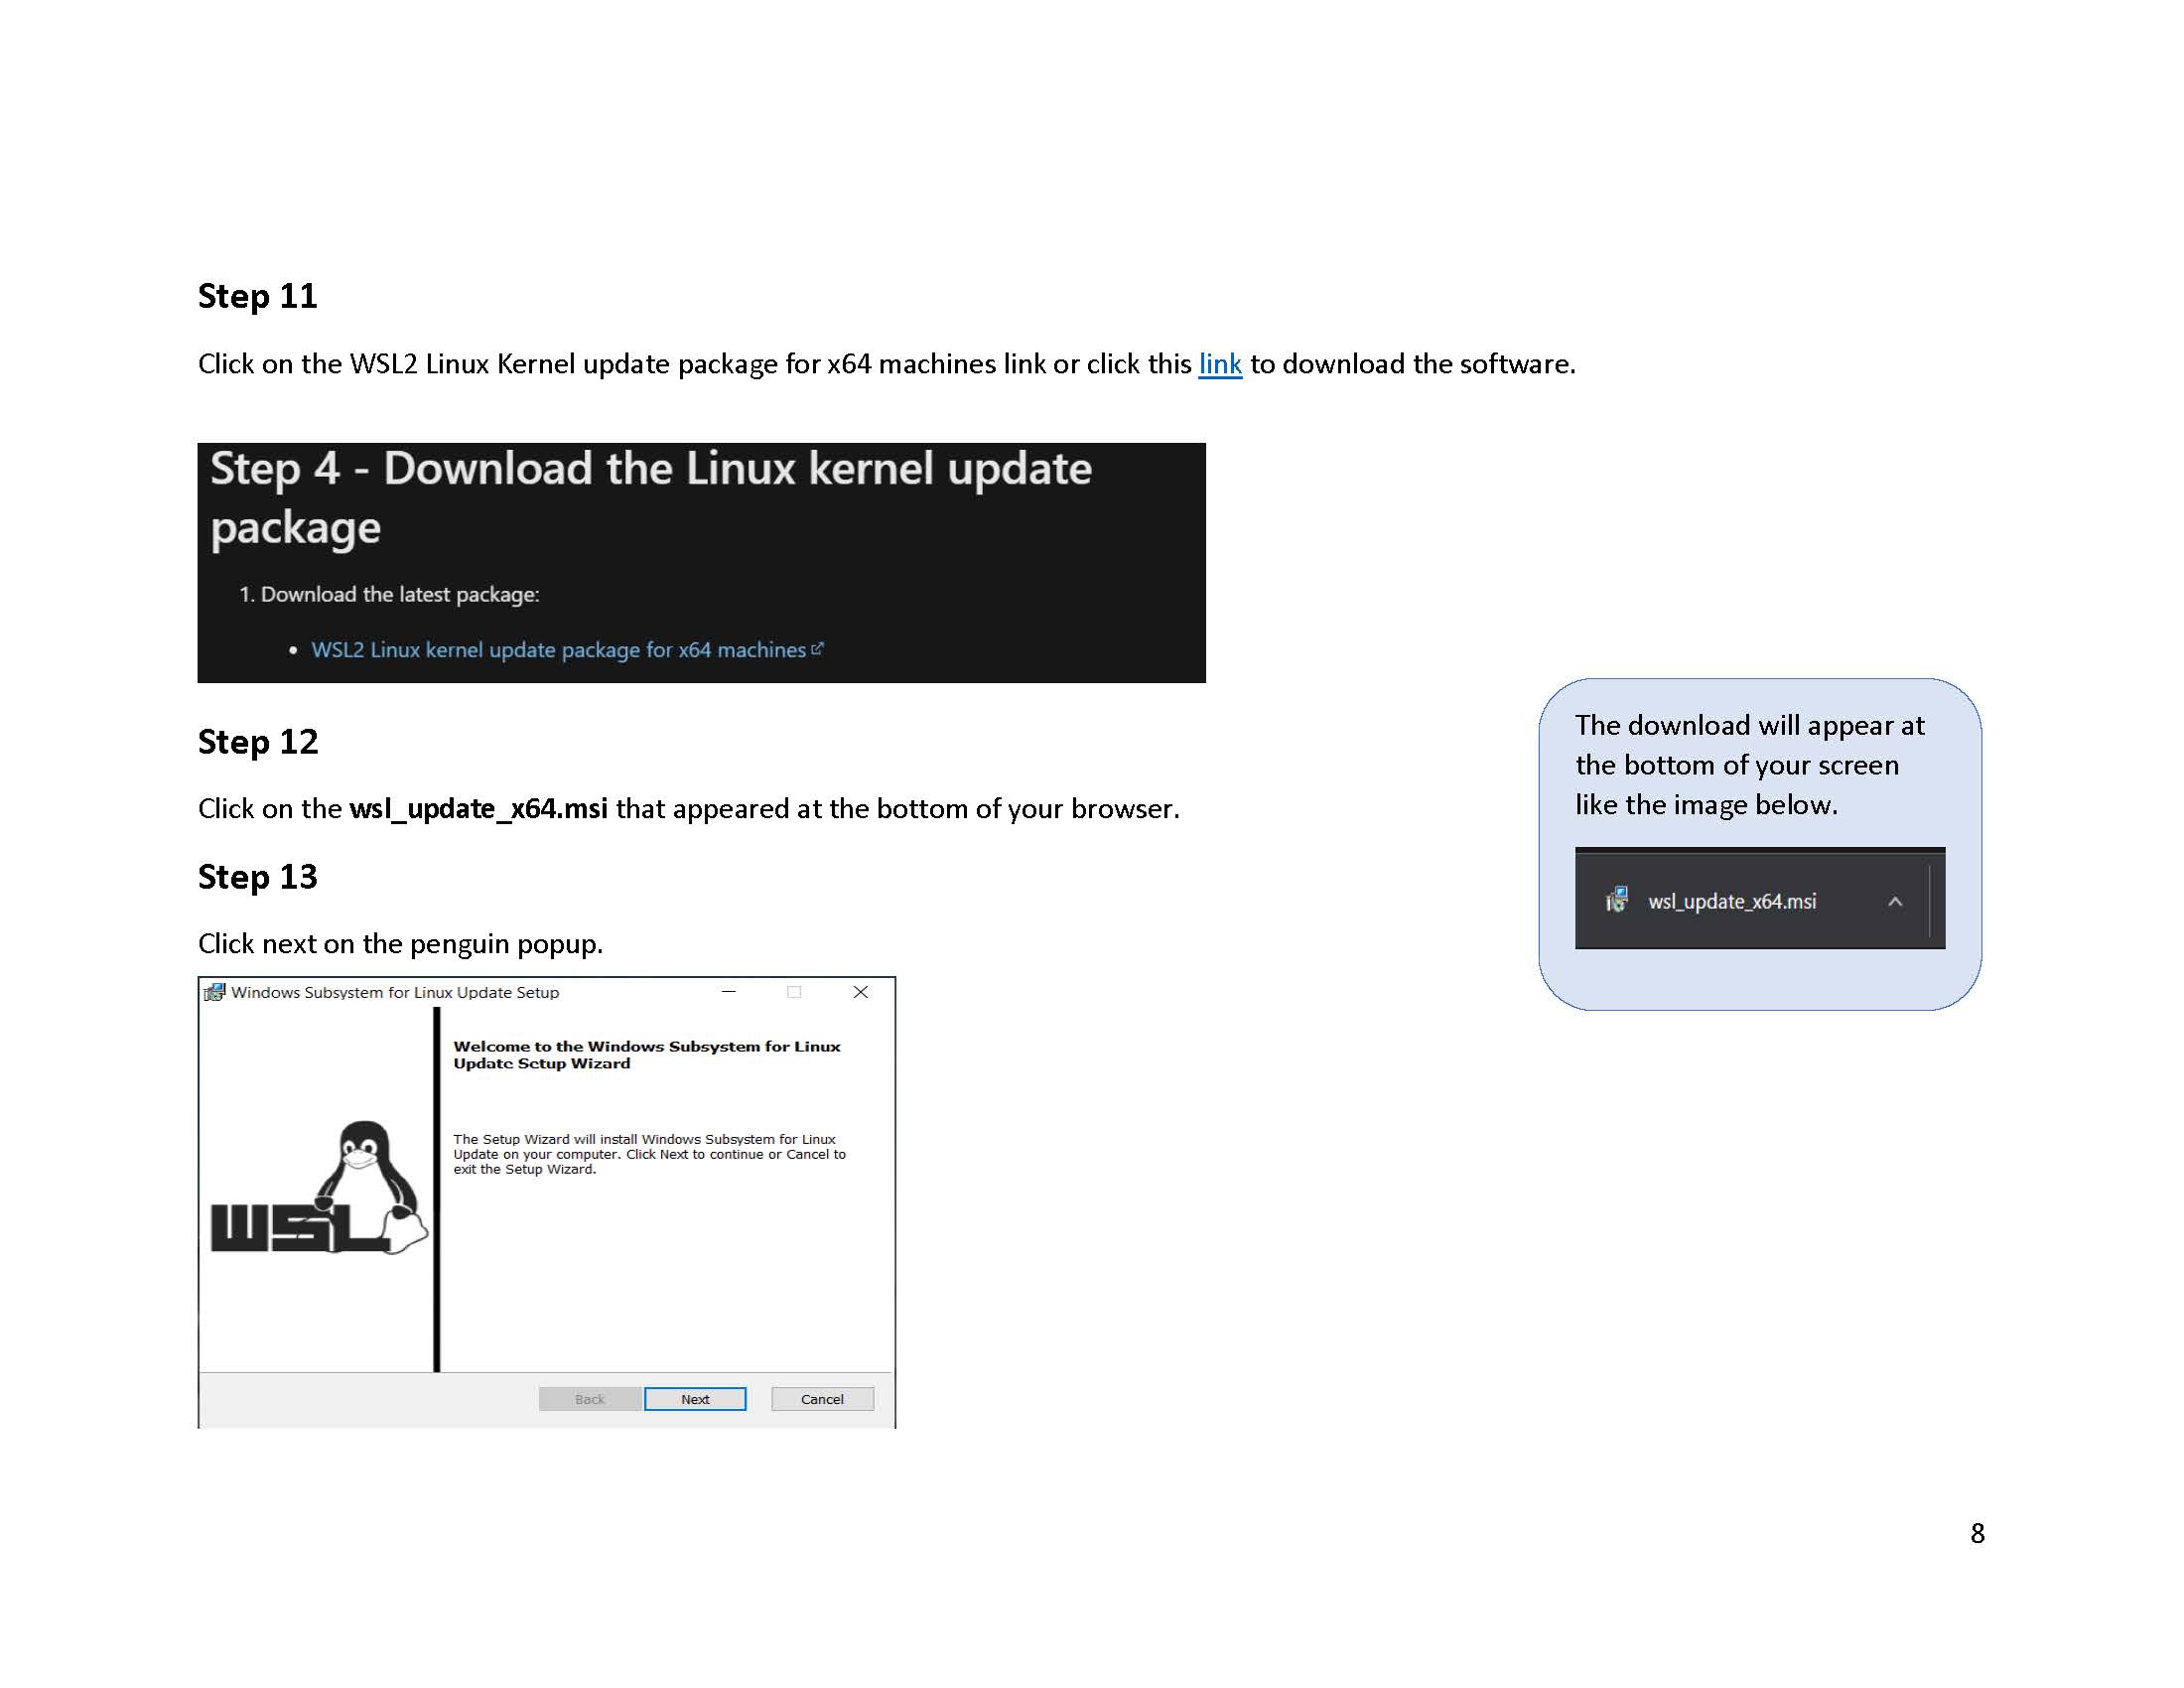 Step 11
Click on the WSL2 Linux Kernel update package for x64 machines link or click this link to download the software.
Step 4 - Download the Linux kernel update
package
1. Download the latest package:
• WSL2 Linux kernel update package for x64 machines
Step 12
Click on the wsl_update_x64.msi that appeared at the bottom of your browser.
The download will appear at
the bottom of your screen
like the image below.
wsl_update_x64.msi
Step 13
Click next on the penguin popup.
Windows Subsystem for Linux Update Setup
Welcome to the Windows Subsystem for Linux
Update Setup Wizard
The Setup Wizard will install Windows Subsystem for Linux
Update on your computer. Click Next to continue or Cancel to
exit the Setup Wizard.
WSL
Back Next Cancel
8